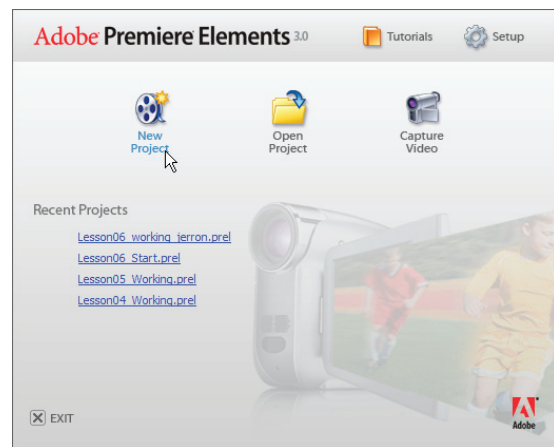 Adobe Premiere Elements 3.0
Tutorials
Setup
New
Project
Open
Project
Capture
Video
Recent Projects
Lesson06_working_jerron.prel
Lesson06_Start.prel
Lesson05_Working.prel
Lesson04_Working.prel
EXIT
Adobe